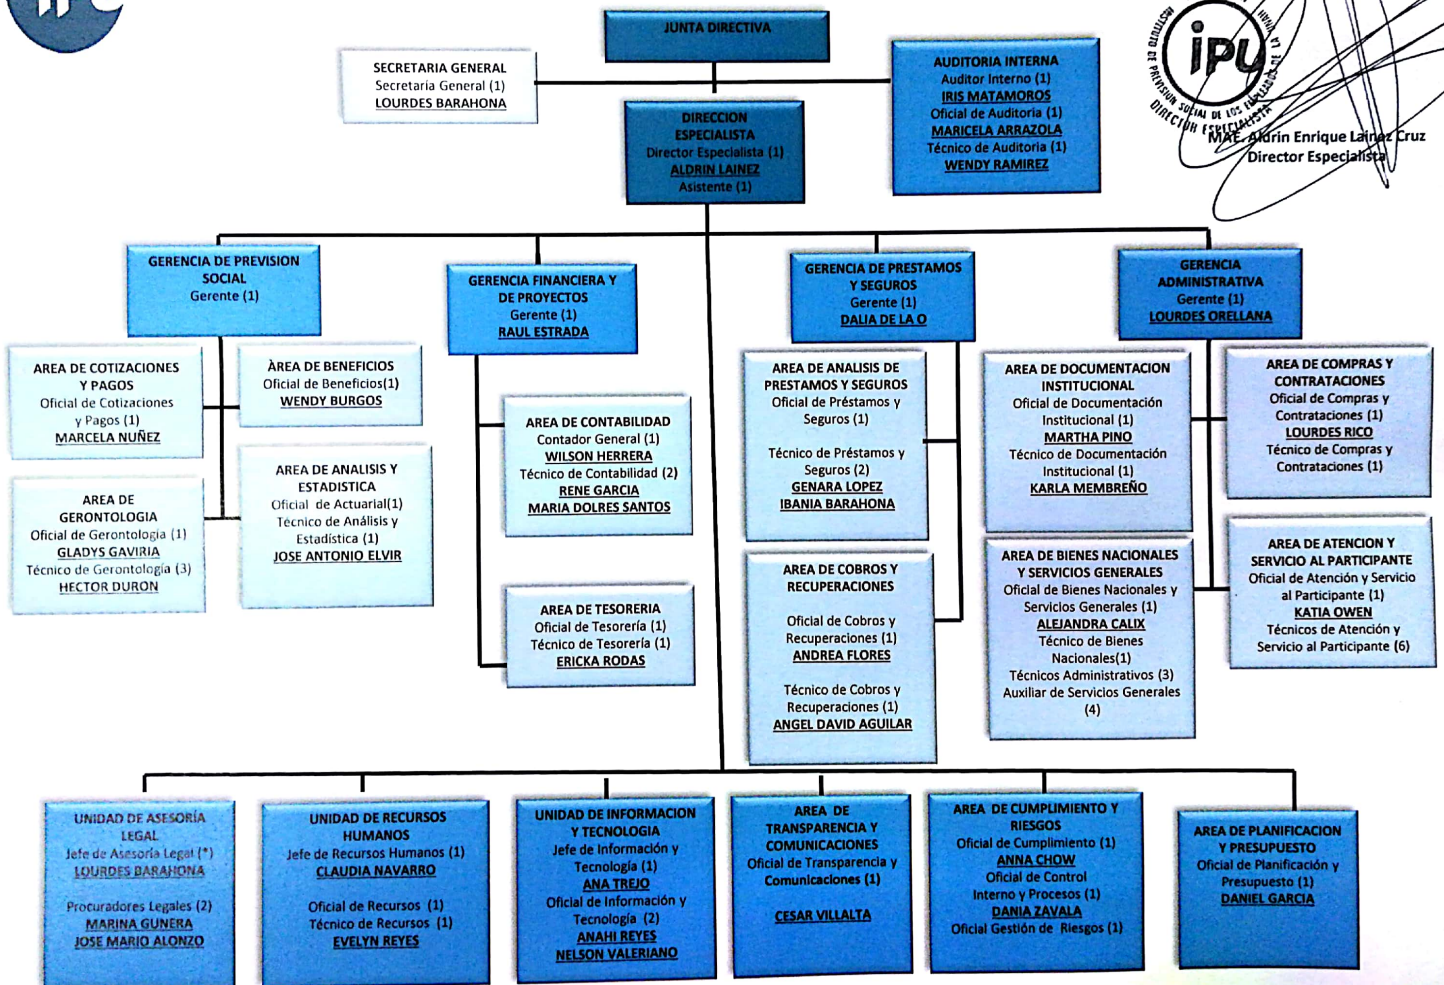 iPU
JUNTA DIRECTIVA
SECRETARIA GENERAL
Secretaría General (1)
LOURDES BARAHONA
AUDITORIA INTERNA
Auditor Interno (1)
IRIS MATAMOROS
Oficial de Auditoria (1)
MARICELA ARRAZOLA
Técnico de Auditoria (1)
WENDY RAMIREZ
DIRECCION
ESPECIALISTA
Director Especialista (1)
ALDRIN LAINEZ
Asistente (1)
iPU
INSTITUTO DE PREVISION SOCIAL DE LOS EMPLEADOS DE LA UNAH
DIRECTOR ESPECIALISTA
MAE. Aldrin Enrique Lainez Cruz
Director Especialista
GERENCIA DE PREVISION
SOCIAL
Gerente (1)
GERENCIA FINANCIERA Y
DE PROYECTOS
Gerente (1)
RAUL ESTRADA
GERENCIA DE PRESTAMOS
Y SEGUROS
Gerente (1)
DALIA DE LA O
GERENCIA
ADMINISTRATIVA
Gerente (1)
LOURDES ORELLANA
AREA DE COTIZACIONES
Y PAGOS
Oficial de Cotizaciones
y Pagos (1)
MARCELA NUÑEZ
ÀREA DE BENEFICIOS
Oficial de Beneficios(1)
WENDY BURGOS
AREA DE
GERONTOLOGIA
Oficial de Gerontología (1)
GLADYS GAVIRIA
Técnico de Gerontología (3)
HECTOR DURON
AREA DE ANALISIS Y
ESTADISTICA
Oficial de Actuarial(1)
Técnico de Análisis y
Estadística (1)
JOSE ANTONIO ELVIR
AREA DE CONTABILIDAD
Contador General (1)
WILSON HERRERA
Técnico de Contabilidad (2)
RENE GARCIA
MARIA DOLRES SANTOS
AREA DE TESORERIA
Oficial de Tesorería (1)
Técnico de Tesorería (1)
ERICKA RODAS
AREA DE ANALISIS DE
PRESTAMOS Y SEGUROS
Oficial de Préstamos y
Seguros (1)
Técnico de Préstamos y
Seguros (2)
GENARA LOPEZ
IBANIA BARAHONA
AREA DE COBROS Y
RECUPERACIONES
Oficial de Cobros y
Recuperaciones (1)
ANDREA FLORES
Técnico de Cobros y
Recuperaciones (1)
ANGEL DAVID AGUILAR
AREA DE DOCUMENTACION
INSTITUCIONAL
Oficial de Documentación
Institucional (1)
MARTHA PINO
Técnico de Documentación
Institucional (1)
KARLA MEMBREÑO
AREA DE COMPRAS Y
CONTRATACIONES
Oficial de Compras y
Contrataciones (1)
LOURDES RICO
Técnico de Compras y
Contrataciones (1)
AREA DE BIENES NACIONALES
Y SERVICIOS GENERALES
Oficial de Bienes Nacionales y
Servicios Generales (1)
ALEJANDRA CALIX
Técnico de Bienes
Nacionales(1)
Técnicos Administrativos (3)
Auxiliar de Servicios Generales
(4)
AREA DE ATENCION Y
SERVICIO AL PARTICIPANTE
Oficial de Atención y Servicio
al Participante (1)
KATIA OWEN
Técnicos de Atención y
Servicio al Participante (6)
UNIDAD DE ASESORÍA
LEGAL
Jefe de Asesoría Legal (*)
LOURDES BARAHONA
Procuradores Legales (2)
MARINA GUNERA
JOSE MARIO ALONZO
UNIDAD DE RECURSOS
HUMANOS
Jefe de Recursos Humanos (1)
CLAUDIA NAVARRO
Oficial de Recursos (1)
Técnico de Recursos (1)
EVELYN REYES
UNIDAD DE INFORMACION
Y TECNOLOGIA
Jefe de Información y
Tecnología (1)
ANA TREJO
Oficial de Información y
Tecnología (2)
ANAHI REYES
NELSON VALERIANO
AREA DE
TRANSPARENCIA Y
COMUNICACIONES
Oficial de Transparencia y
Comunicaciones (1)
CESAR VILLALTA
AREA DE CUMPLIMIENTO Y
RIESGOS
Oficial de Cumplimiento (1)
ANNA CHOW
Oficial de Control
Interno y Procesos (1)
DANIA ZAVALA
Oficial Gestión de Riesgos (1)
AREA DE PLANIFICACION
Y PRESUPUESTO
Oficial de Planificación y
Presupuesto (1)
DANIEL GARCIA